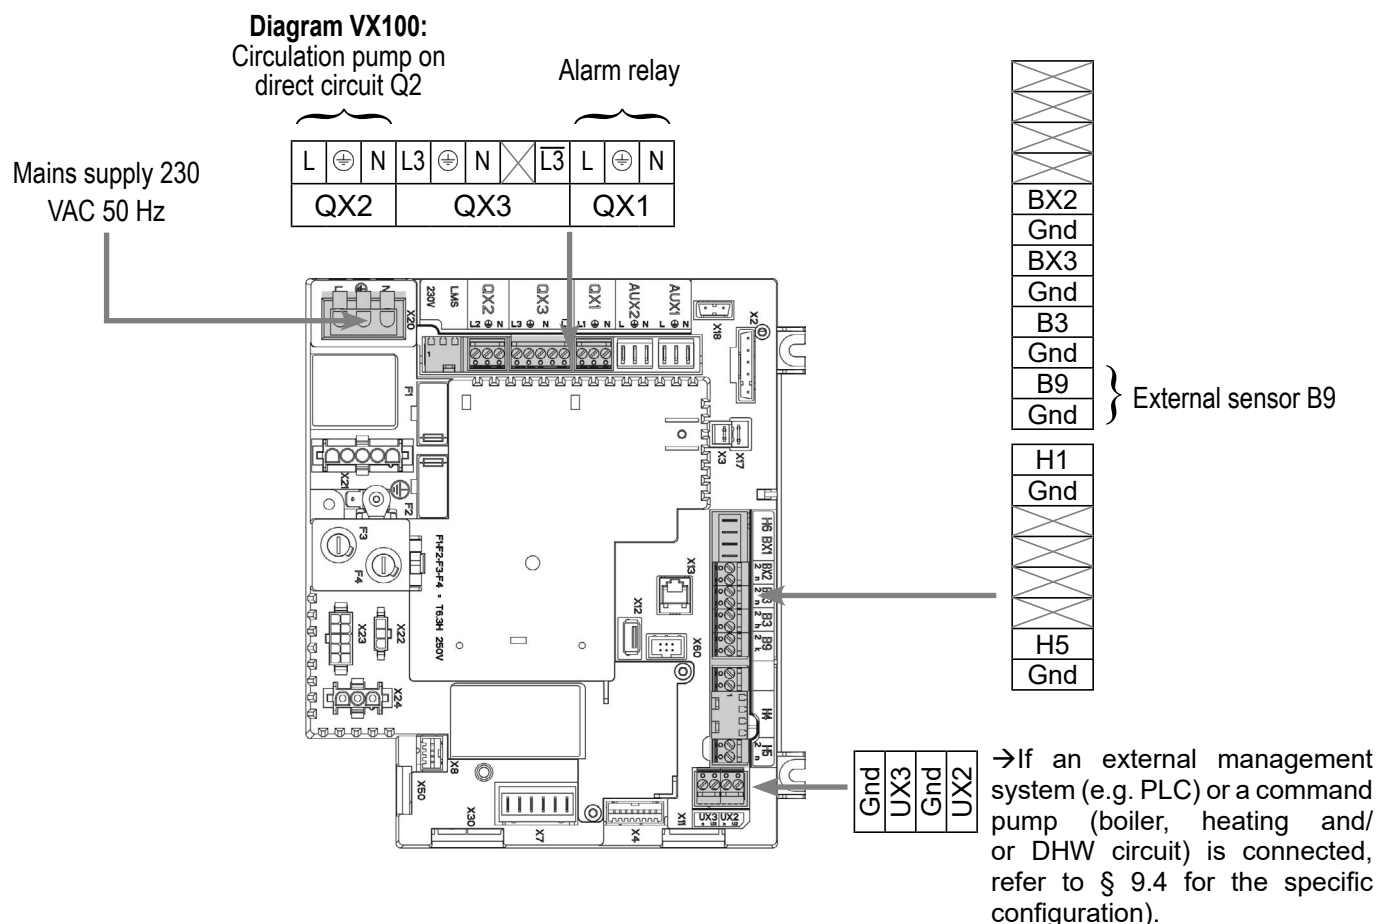 Diagram VX100:
Circulation pump on
direct circuit Q2
Alarm relay
L N L3 N L3 L N
QX2 QX3 QX1
Mains supply 230
VAC 50 Hz
BX2
Gnd
BX3
Gnd
B3
Gnd
B9
Gnd
External sensor B9
H1
Gnd
H5
Gnd
L N
X20
230V
LMS
QX2
L2 N
QX3
L3 N
QX1
L1 N
AUX2
L N
AUX1
L N
X18
X2
F1
X21
F2
X3
X17
F3
F4
F1-F2-F3-F4 = T6.3H 250V
H6 BX1
BX2
B3
B9
H4
H5
X13
X12
X60
X23
X22
X24
X8
X50
X30
X7
X4
X11
UX3 UX2
Gnd
UX3
Gnd
UX2
→If an external management
system (e.g. PLC) or a command
pump (boiler, heating and/
or DHW circuit) is connected,
refer to § 9.4 for the specific
configuration).